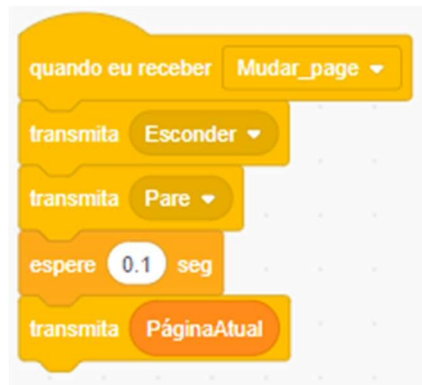 quando eu receber Mudar_page
transmita Esconder
transmita Pare
espere 0.1 seg
transmita PáginaAtual